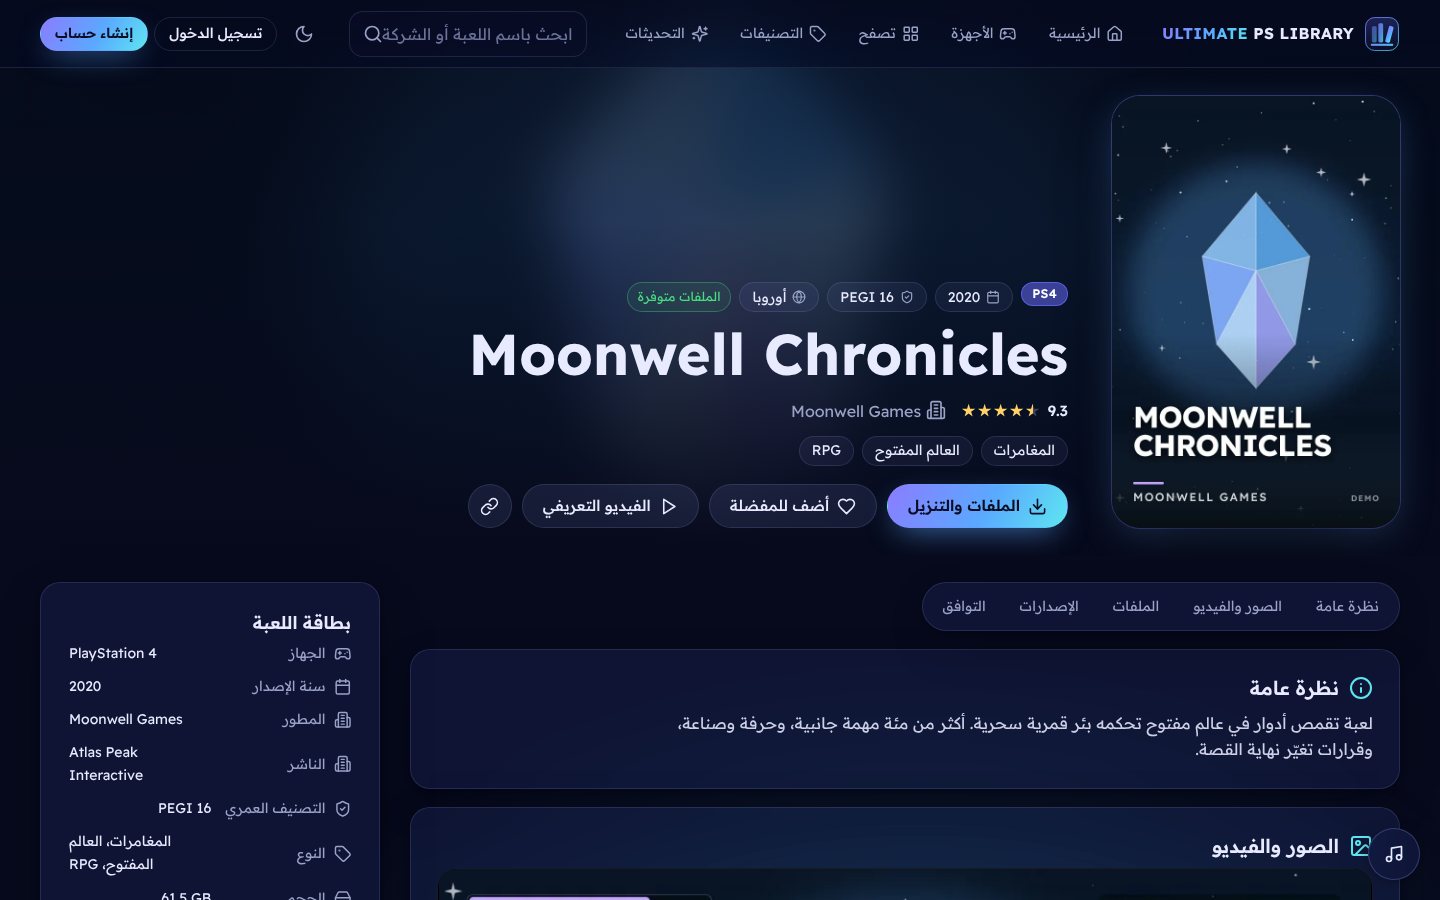 ULTIMATE PS LIBRARY
الرئيسية
الأجهزة
تصفح
التصنيفات
التحديثات
ابحث باسم اللعبة أو الشركة
تسجيل الدخول
إنشاء حساب
MOONWELL
CHRONICLES
MOONWELL GAMES
DEMO
PS4
2020
PEGI 16
أوروبا
الملفات متوفرة
Moonwell Chronicles
9.3
Moonwell Games
المغامرات
العالم المفتوح
RPG
الملفات والتنزيل
أضف للمفضلة
الفيديو التعريفي
نظرة عامة
الصور والفيديو
الملفات
الإصدارات
التوافق
نظرة عامة
لعبة تقمص أدوار في عالم مفتوح تحكمه بئر قمرية سحرية. أكثر من مئة مهمة جانبية، وحرفة وصناعة،
وقرارات تغيّر نهاية القصة.
الصور والفيديو
بطاقة اللعبة
الجهاز PlayStation 4
سنة الإصدار 2020
المطور Moonwell Games
الناشر Atlas Peak
Interactive
التصنيف العمري PEGI 16
النوع المغامرات، العالم
المفتوح، RPG
الحجم 61.5 GB